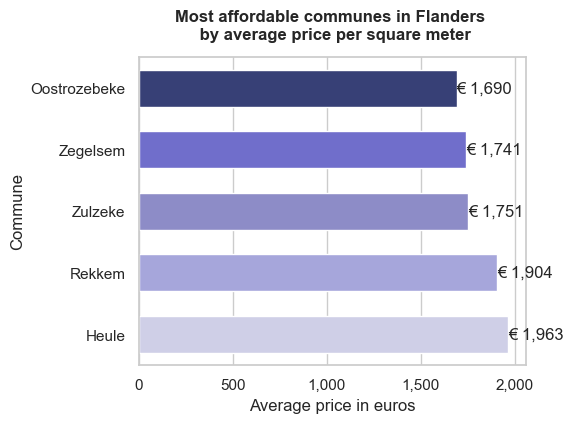 Most affordable communes in Flanders
by average price per square meter
Commune
Oostrozebeke € 1,690
Zegelsem € 1,741
Zulzeke € 1,751
Rekkem € 1,904
Heule € 1,963
0 500 1,000 1,500 2,000
Average price in euros